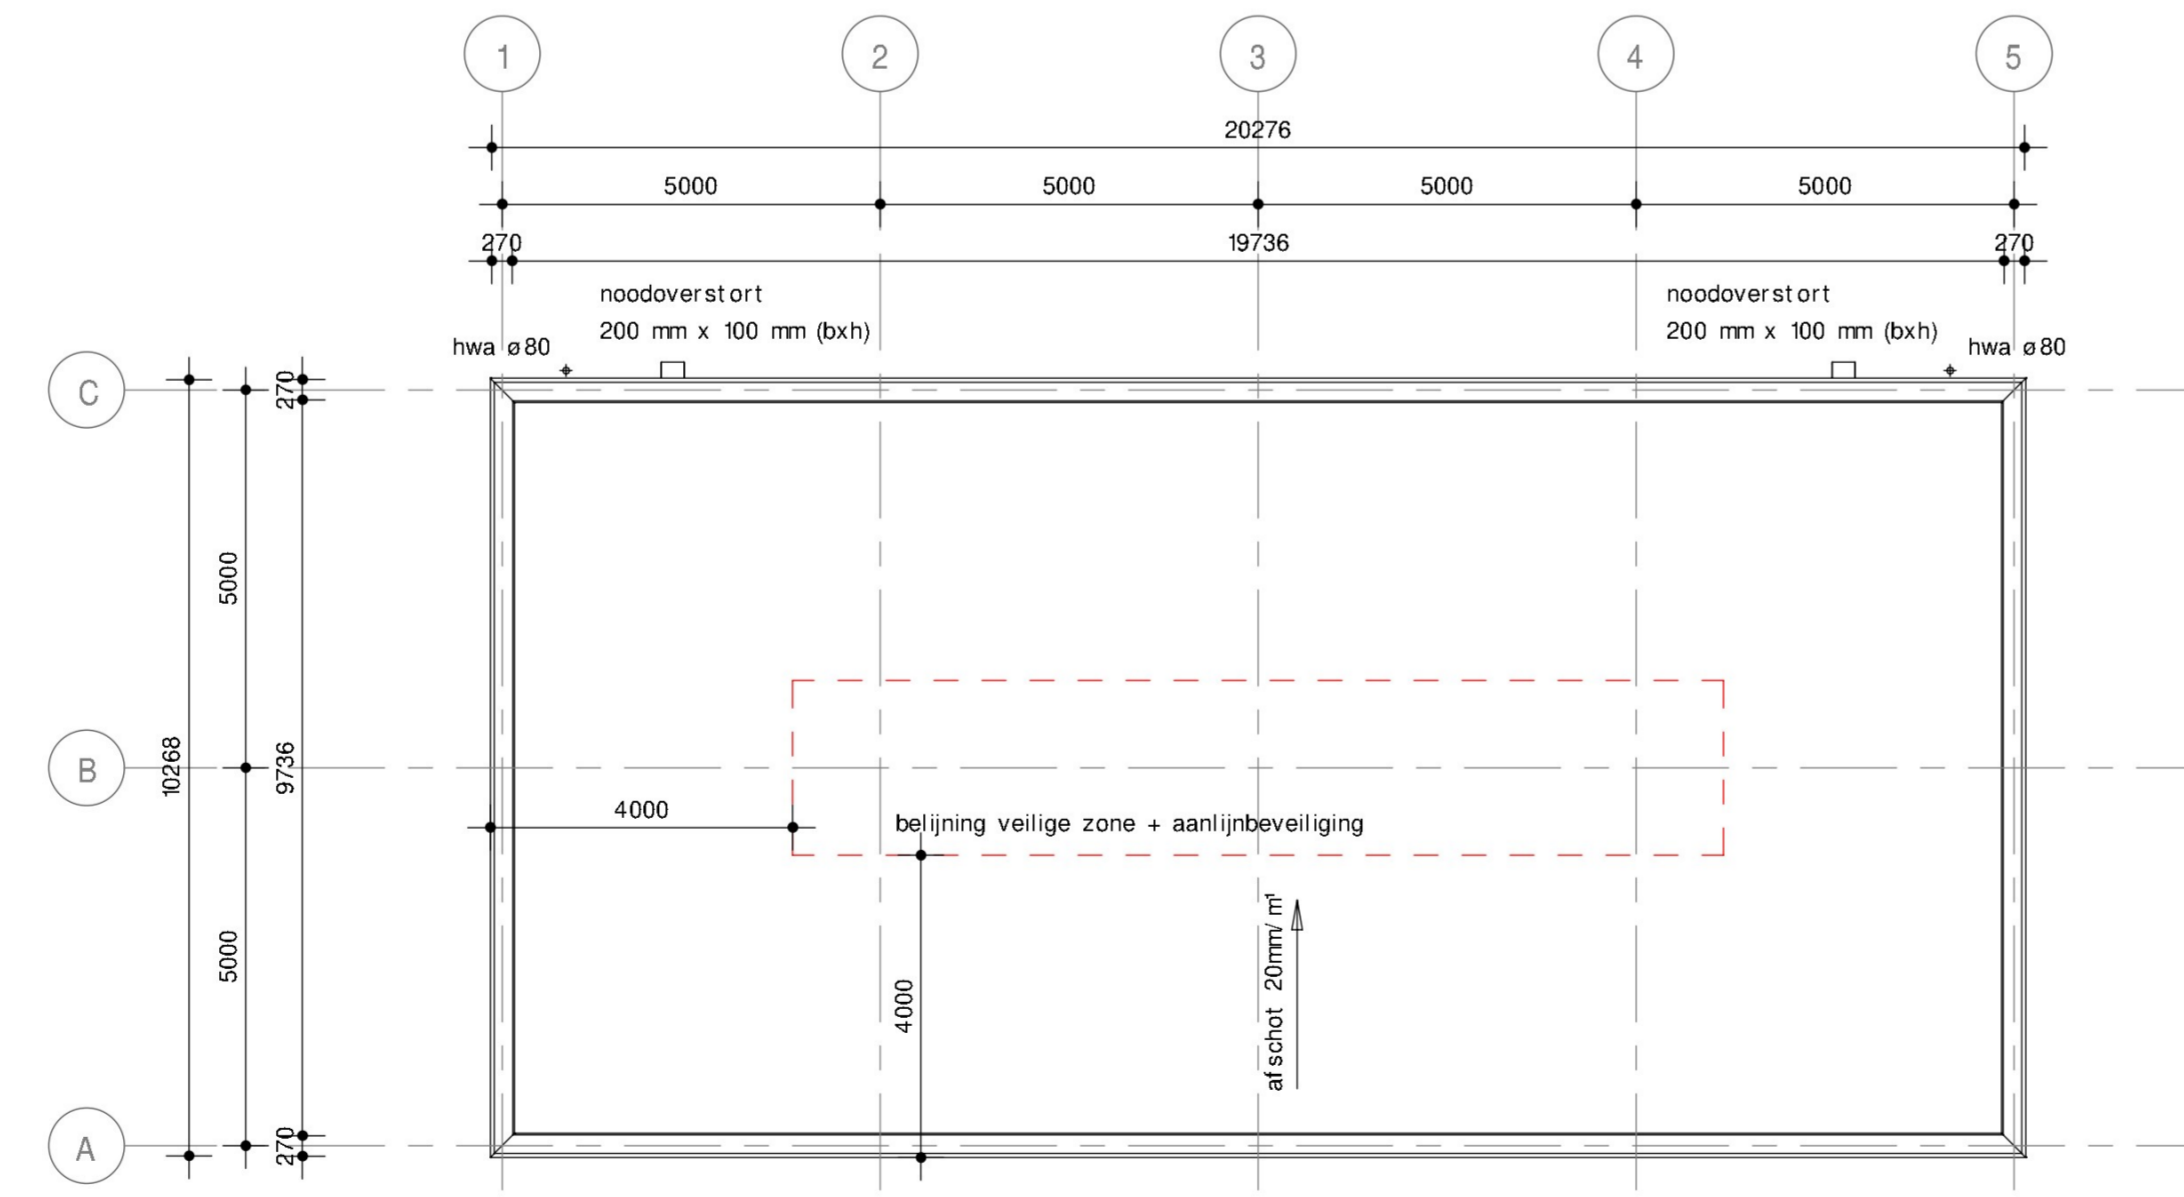 1 2 3 4 5
20276
5000 5000 5000 5000
270 19736 270
noodoverstort noodoverstort
200 mm x 100 mm (bxh) 200 mm x 100 mm (bxh)
hwa ø80 hwa ø80
C
270
5000
B
10268
9736
4000
belijning veilige zone + aanlijnbeveiliging
5000
4000
afschot 20mm/m¹
A
270